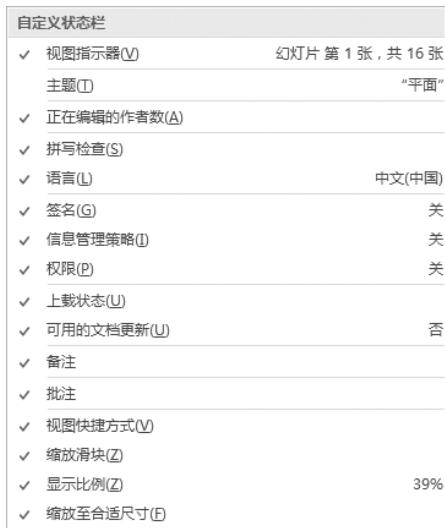 自定义状态栏
视图指示器(V) 幻灯片 第 1 张，共 16 张
主题(T) “平面”
正在编辑的作者数(A)
拼写检查(S)
语言(L) 中文(中国)
签名(G) 关
信息管理策略(I) 关
权限(P) 关
上载状态(U)
可用的文档更新(U) 否
备注
批注
视图快捷方式(V)
缩放滑块(Z)
显示比例(Z) 39%
缩放至合适尺寸(F)